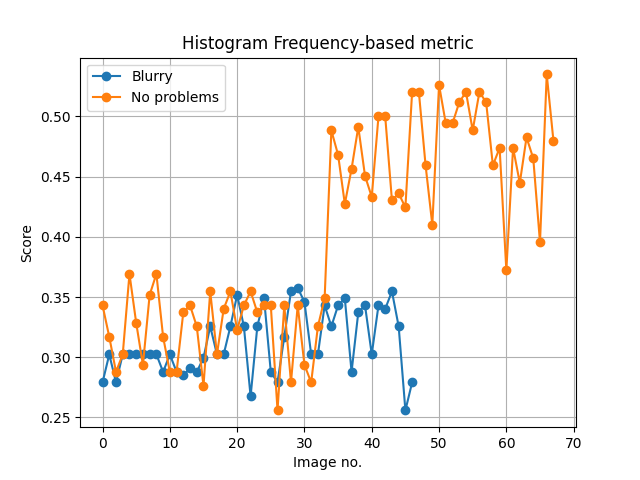 Histogram Frequency-based metric
Blurry
No problems
0.50
0.45
0.40
0.35
0.30
0.25
Score
0 10 20 30 40 50 60 70
Image no.